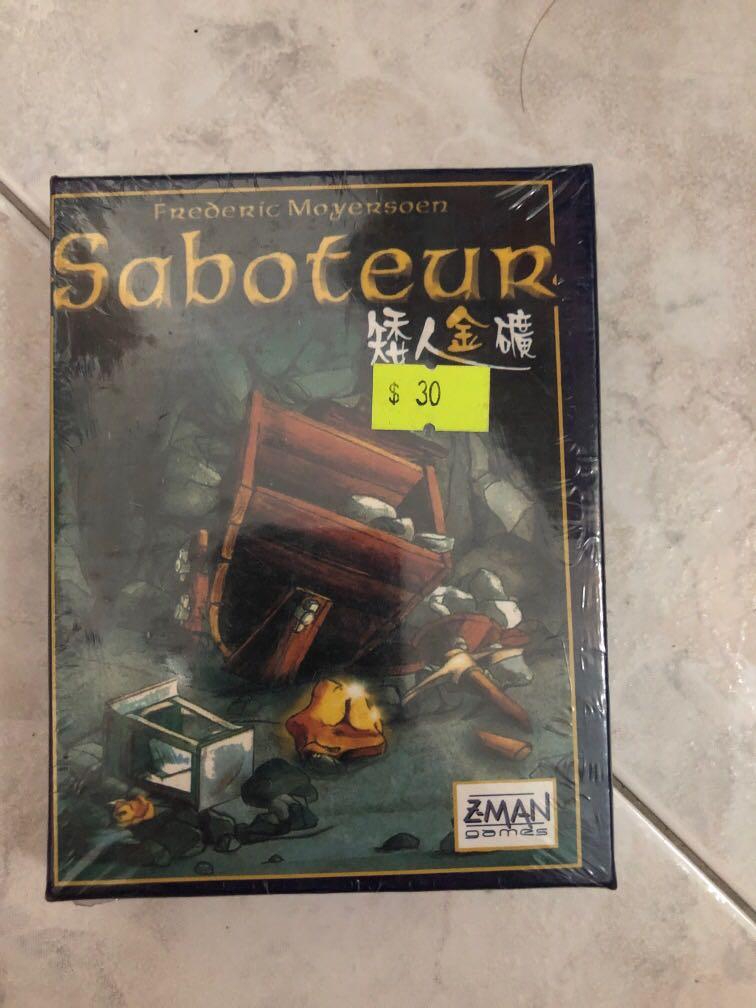 Frederic Moyersoen
Saboteur
矮人金礦
$ 30
Z-MAN
games